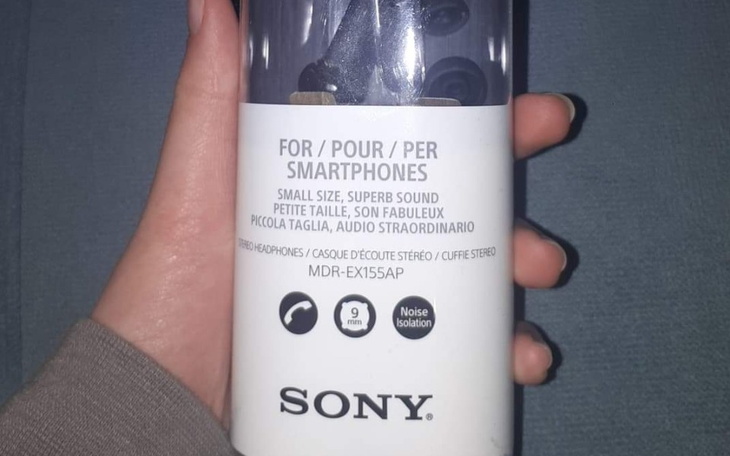 FOR / POUR / PER
SMARTPHONES
SMALL SIZE, SUPERB SOUND
PETITE TAILLE, SON FABULEUX
PICCOLA TAGLIA, AUDIO STRAORDINARIO
STEREO HEADPHONES / CASQUE D'ÉCOUTE STÉRÉO / CUFFIE STEREO
MDR-EX155AP
9
mm
Noise
Isolation
SONY®